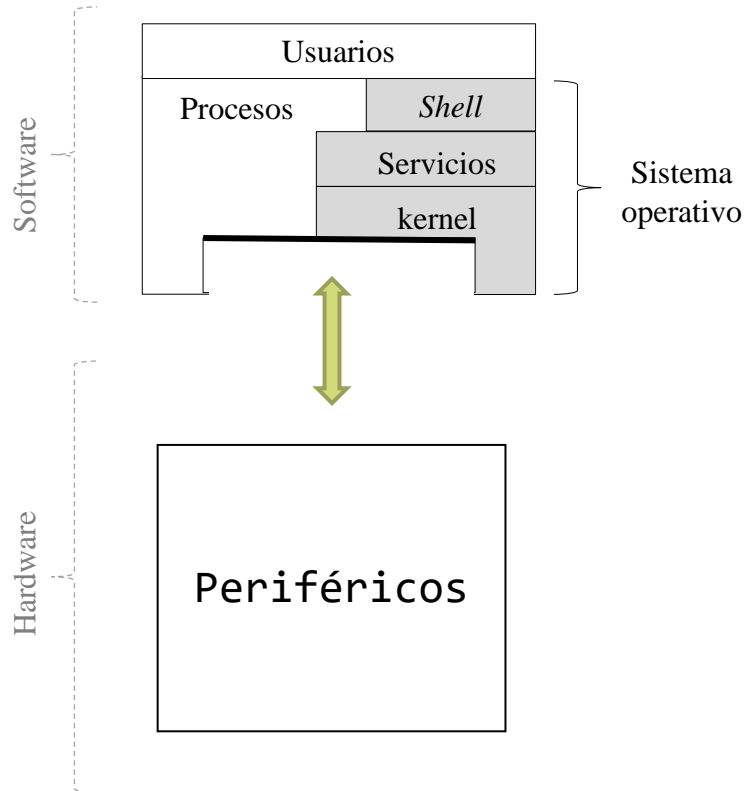 Usuarios
Procesos
Shell
Servicios
kernel
Sistema
operativo
Software
Hardware
Periféricos